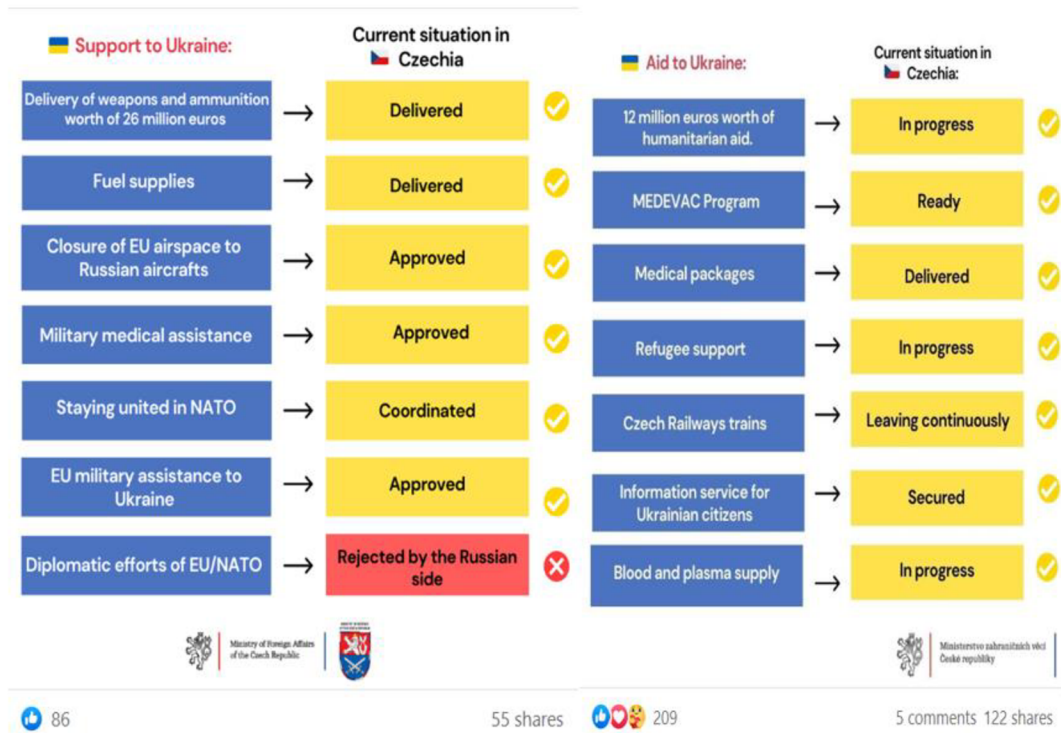 Support to Ukraine:
Current situation in
Czechia
Delivery of weapons and ammunition
worth of 26 million euros
Delivered
Fuel supplies
Delivered
Closure of EU airspace to
Russian aircrafts
Approved
Military medical assistance
Approved
Staying united in NATO
Coordinated
EU military assistance to
Ukraine
Approved
Diplomatic efforts of EU/NATO
Rejected by the Russian
side
Ministry of Foreign Affairs
of the Czech Republic
86
55 shares
Aid to Ukraine:
Current situation in
Czechia:
12 million euros worth of
humanitarian aid.
In progress
MEDEVAC Program
Ready
Medical packages
Delivered
Refugee support
In progress
Czech Railways trains
Leaving continuously
Information service for
Ukrainian citizens
Secured
Blood and plasma supply
In progress
Ministerstvo zahraničních věcí
České republiky
209
5 comments 122 shares